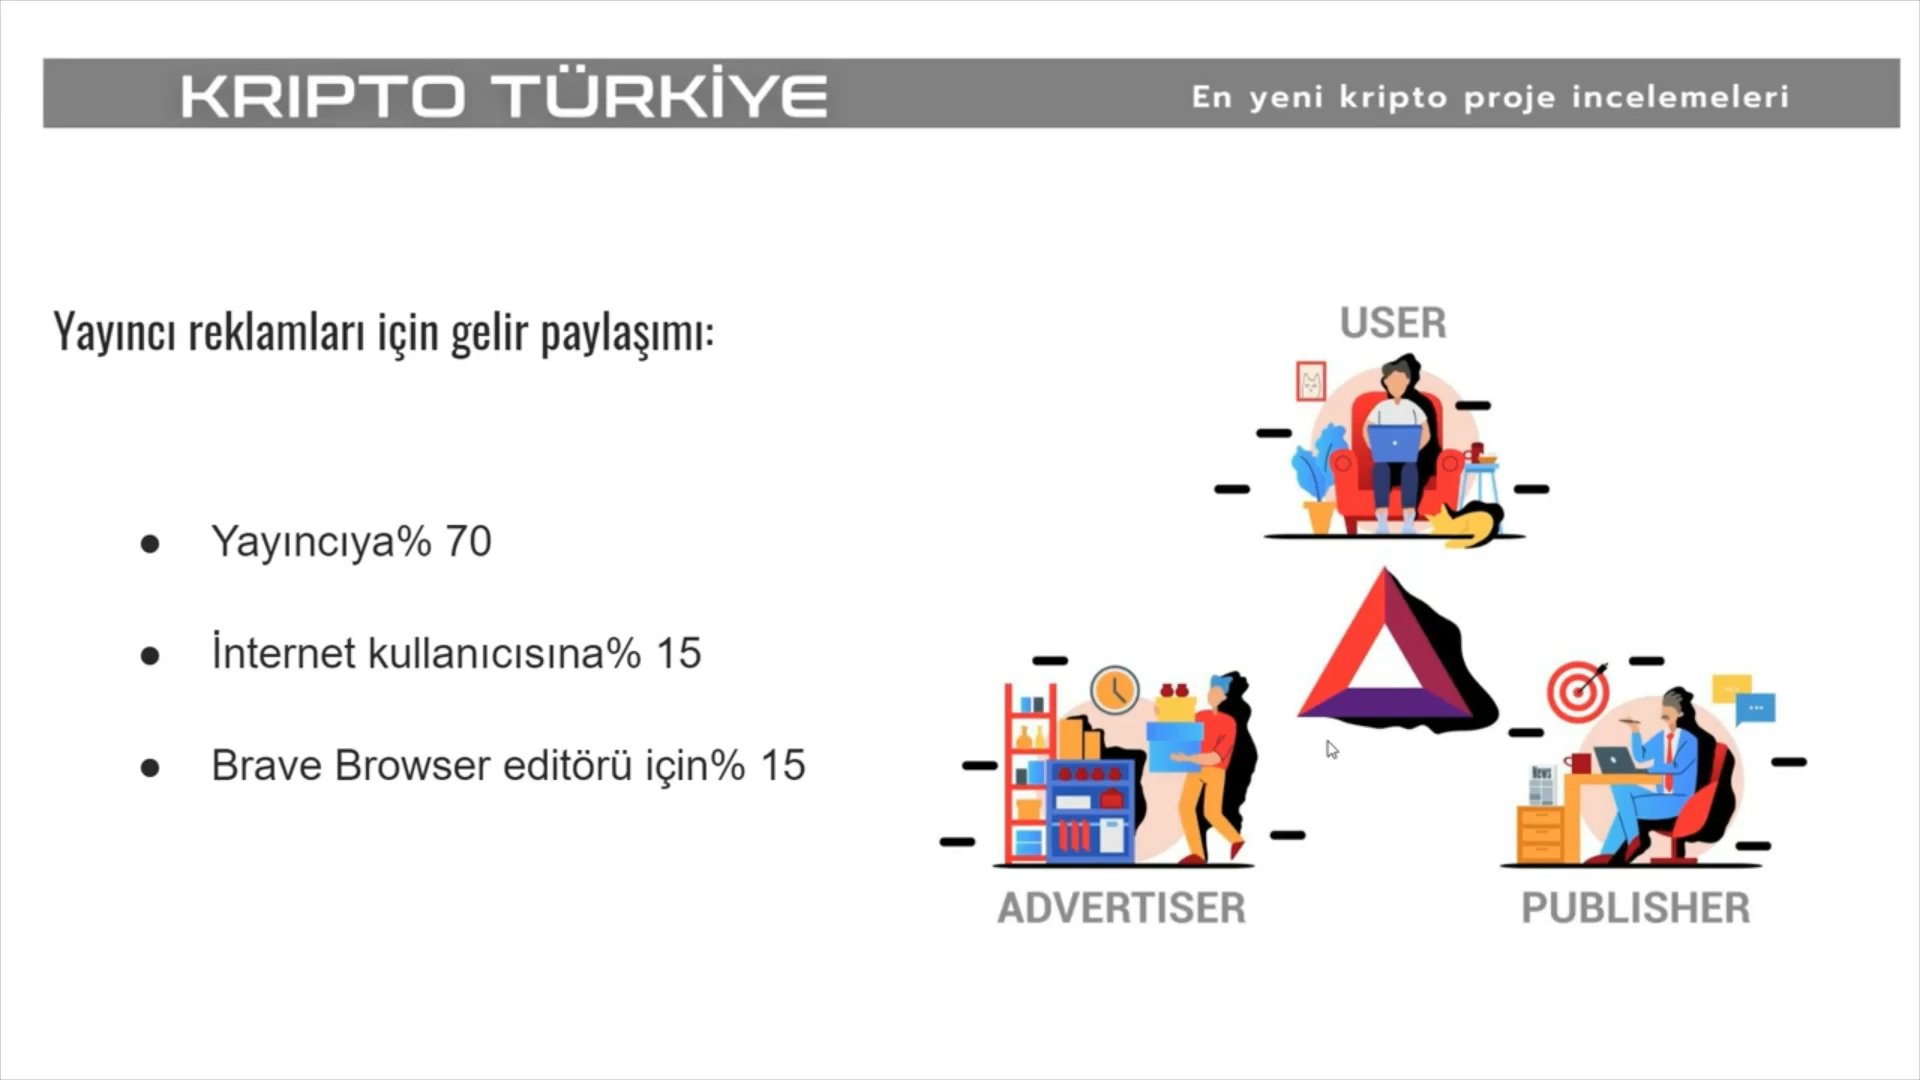 KRIPTO TÜRKİYE
En yeni kripto proje incelemeleri
Yayıncı reklamları için gelir paylaşımı:
● Yayıncıya% 70
● İnternet kullanıcısına% 15
● Brave Browser editörü için% 15
USER
News
ADVERTISER
PUBLISHER